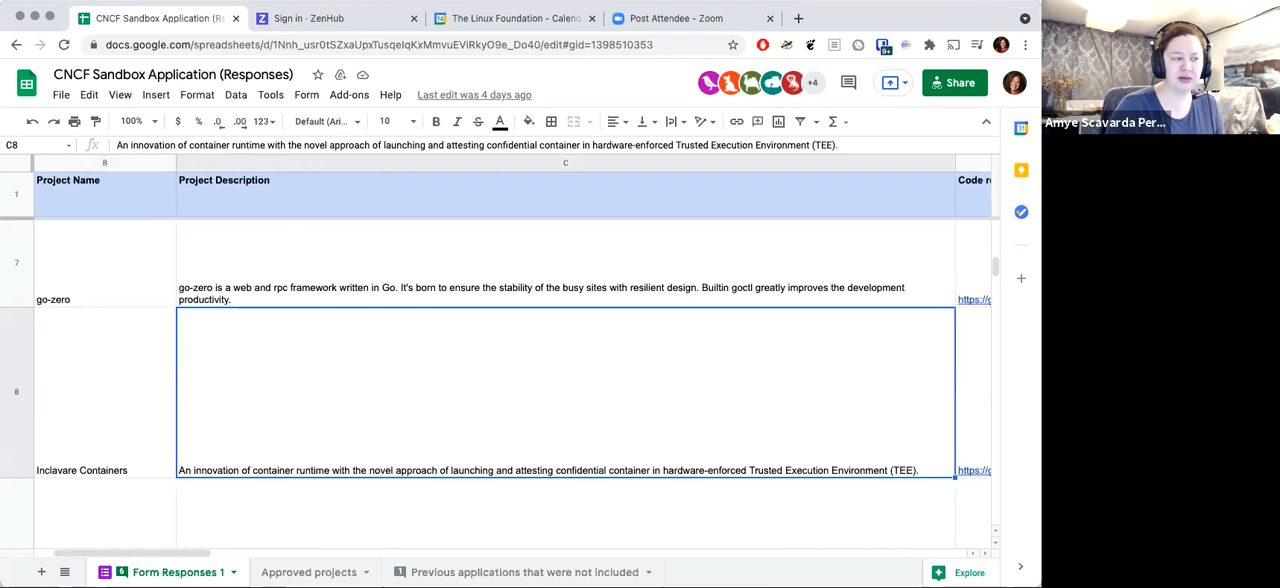 CNCF Sandbox Application (Re
Sign in · ZenHub
The Linux Foundation - Calen
Post Attendee - Zoom
docs.google.com/spreadsheets/d/1Nnh_usr0tSZxaUpxTusqeIqKxMmvuEViRkyO9e_Do40/edit#gid=1398510353
9+
CNCF Sandbox Application (Responses)
File Edit View Insert Format Data Tools Form Add-ons Help Last edit was 4 days ago
+4
Share
100% $ % .0 .00 123 Default (Ari... 10 B I S A
C8 fx An innovation of container runtime with the novel approach of launching and attesting confidential container in hardware-enforced Trusted Execution Environment (TEE).
B C
1 Project Name Project Description Code r
7 go-zero
go-zero is a web and rpc framework written in Go. It's born to ensure the stability of the busy sites with resilient design. Builtin goctl greatly improves the development
productivity.
https://g
8 Inclavare Containers An innovation of container runtime with the novel approach of launching and attesting confidential container in hardware-enforced Trusted Execution Environment (TEE). https://g
6 Form Responses 1 Approved projects 1 Previous applications that were not included
Explore
Amye Scavarda Per...